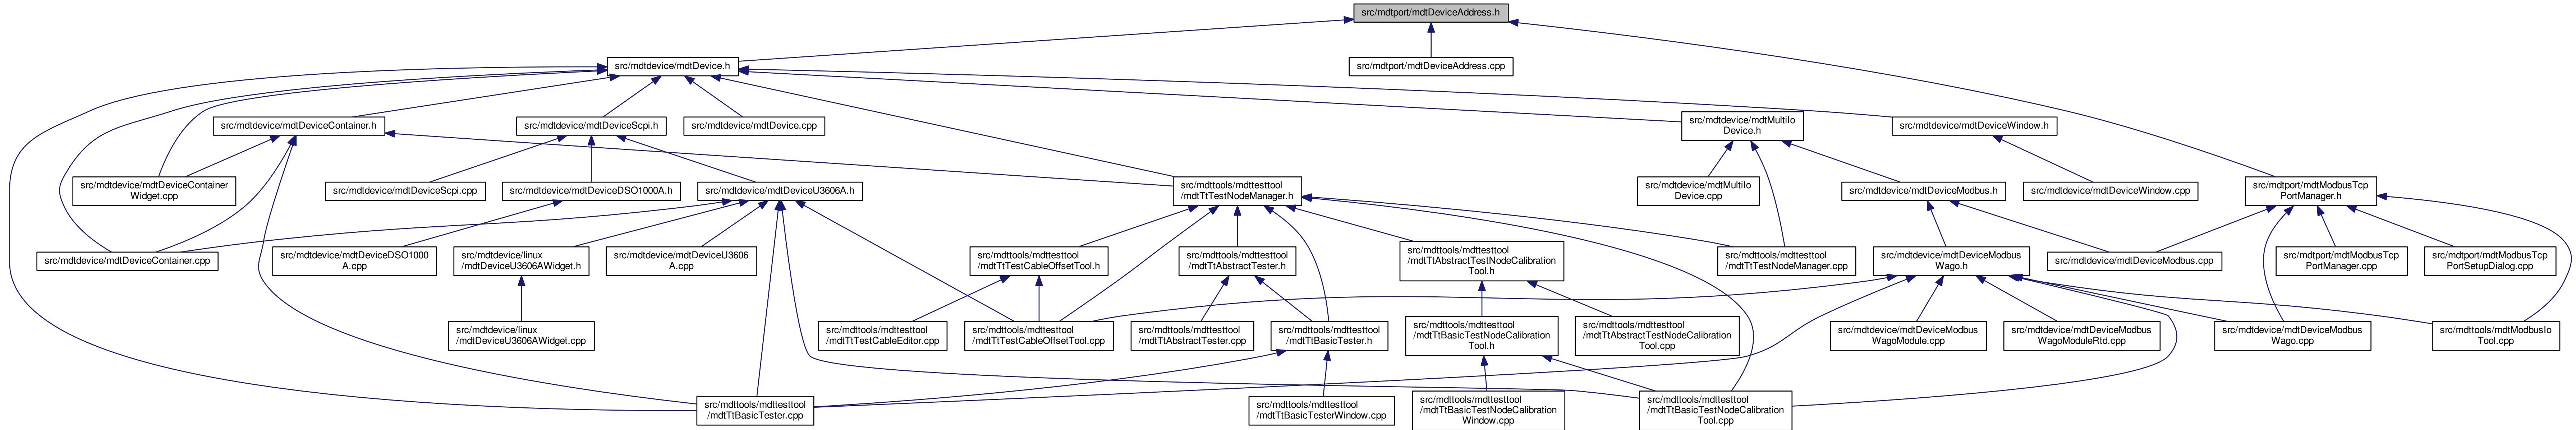 src/mdtport/mdtDeviceAddress.h
src/mdtdevice/mdtDevice.h
src/mdtport/mdtDeviceAddress.cpp
src/mdtdevice/mdtDeviceContainer.h
src/mdtdevice/mdtDeviceScpi.h
src/mdtdevice/mdtDevice.cpp
src/mdtdevice/mdtMultiIo
Device.h
src/mdtdevice/mdtDeviceWindow.h
src/mdtdevice/mdtDeviceContainer
Widget.cpp
src/mdtdevice/mdtDeviceScpi.cpp
src/mdtdevice/mdtDeviceDSO1000A.h
src/mdtdevice/mdtDeviceU3606A.h
src/mdttools/mdttesttool
/mdtTtTestNodeManager.h
src/mdtdevice/mdtMultiIo
Device.cpp
src/mdtdevice/mdtDeviceModbus.h
src/mdtdevice/mdtDeviceWindow.cpp
src/mdtport/mdtModbusTcp
PortManager.h
src/mdtdevice/mdtDeviceContainer.cpp
src/mdtdevice/mdtDeviceDSO1000
A.cpp
src/mdtdevice/linux
/mdtDeviceU3606AWidget.h
src/mdtdevice/mdtDeviceU3606
A.cpp
src/mdttools/mdttesttool
/mdtTtTestCableOffsetTool.h
src/mdttools/mdttesttool
/mdtTtAbstractTester.h
src/mdttools/mdttesttool
/mdtTtAbstractTestNodeCalibration
Tool.h
src/mdttools/mdttesttool
/mdtTtTestNodeManager.cpp
src/mdtdevice/mdtDeviceModbus
Wago.h
src/mdtdevice/mdtDeviceModbus.cpp
src/mdtport/mdtModbusTcp
PortManager.cpp
src/mdtport/mdtModbusTcp
PortSetupDialog.cpp
src/mdtdevice/linux
/mdtDeviceU3606AWidget.cpp
src/mdttools/mdttesttool
/mdtTtTestCableEditor.cpp
src/mdttools/mdttesttool
/mdtTtTestCableOffsetTool.cpp
src/mdttools/mdttesttool
/mdtTtAbstractTester.cpp
src/mdttools/mdttesttool
/mdtTtBasicTester.h
src/mdttools/mdttesttool
/mdtTtBasicTestNodeCalibration
Tool.h
src/mdttools/mdttesttool
/mdtTtAbstractTestNodeCalibration
Tool.cpp
src/mdtdevice/mdtDeviceModbus
WagoModule.cpp
src/mdtdevice/mdtDeviceModbus
WagoModuleRtd.cpp
src/mdtdevice/mdtDeviceModbus
Wago.cpp
src/mdttools/mdtModbusIo
Tool.cpp
src/mdttools/mdttesttool
/mdtTtBasicTester.cpp
src/mdttools/mdttesttool
/mdtTtBasicTesterWindow.cpp
src/mdttools/mdttesttool
/mdtTtBasicTestNodeCalibration
Window.cpp
src/mdttools/mdttesttool
/mdtTtBasicTestNodeCalibration
Tool.cpp